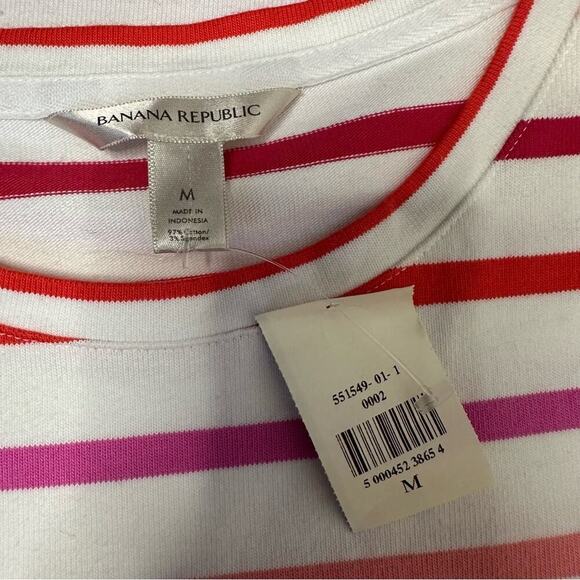 BANANA REPUBLIC
M
MADE IN
INDONESIA
97% Cotton/
3% Spandex
551549- 01- 1
0002
5 000452 3865 4
M